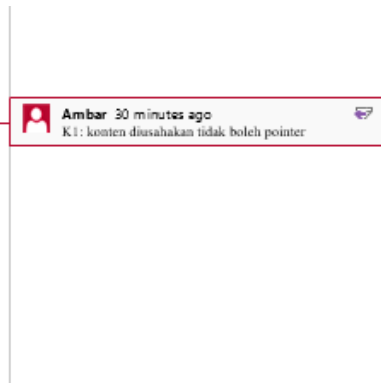 Ambar 30 minutes ago
K1: konten diusahakan tidak boleh pointer